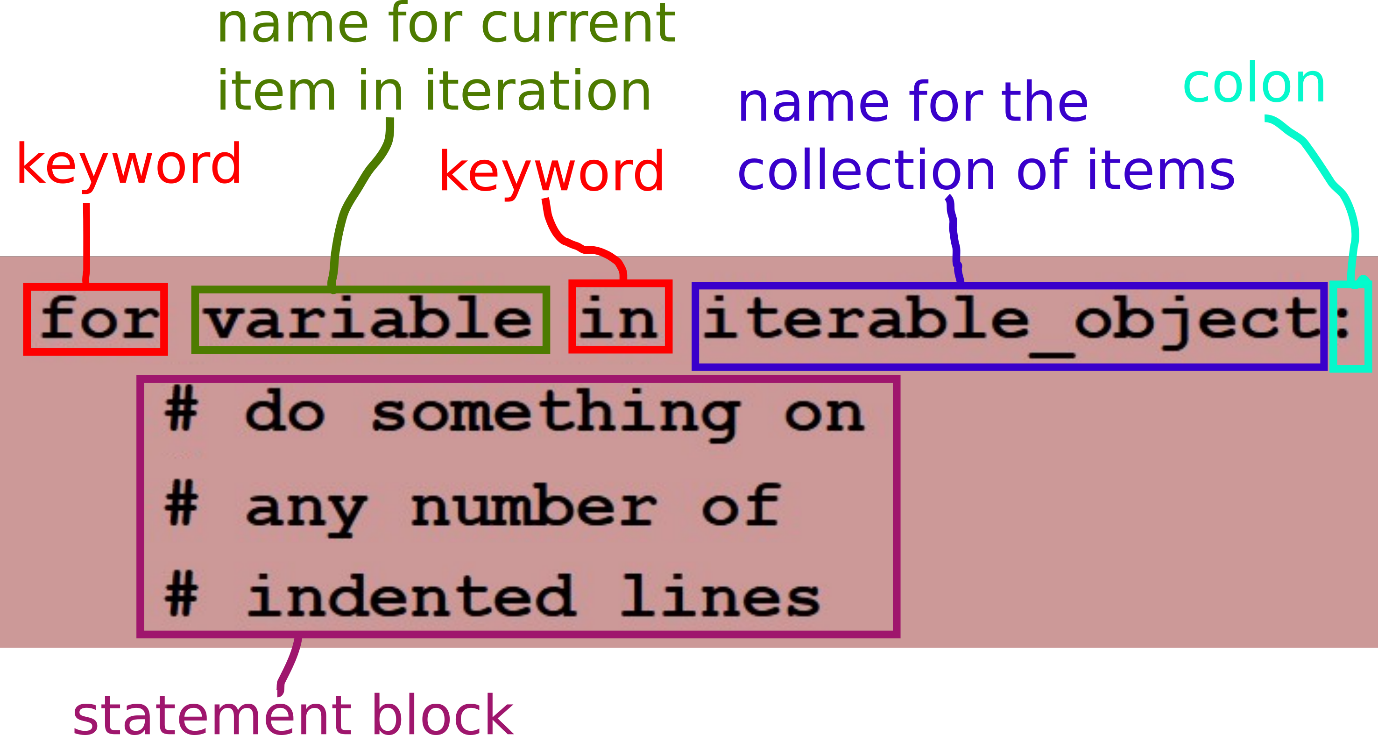 name for current
item in iteration
name for the
collection of items
colon
keyword
keyword
for variable in iterable_object:
# do something on
# any number of
# indented lines
statement block